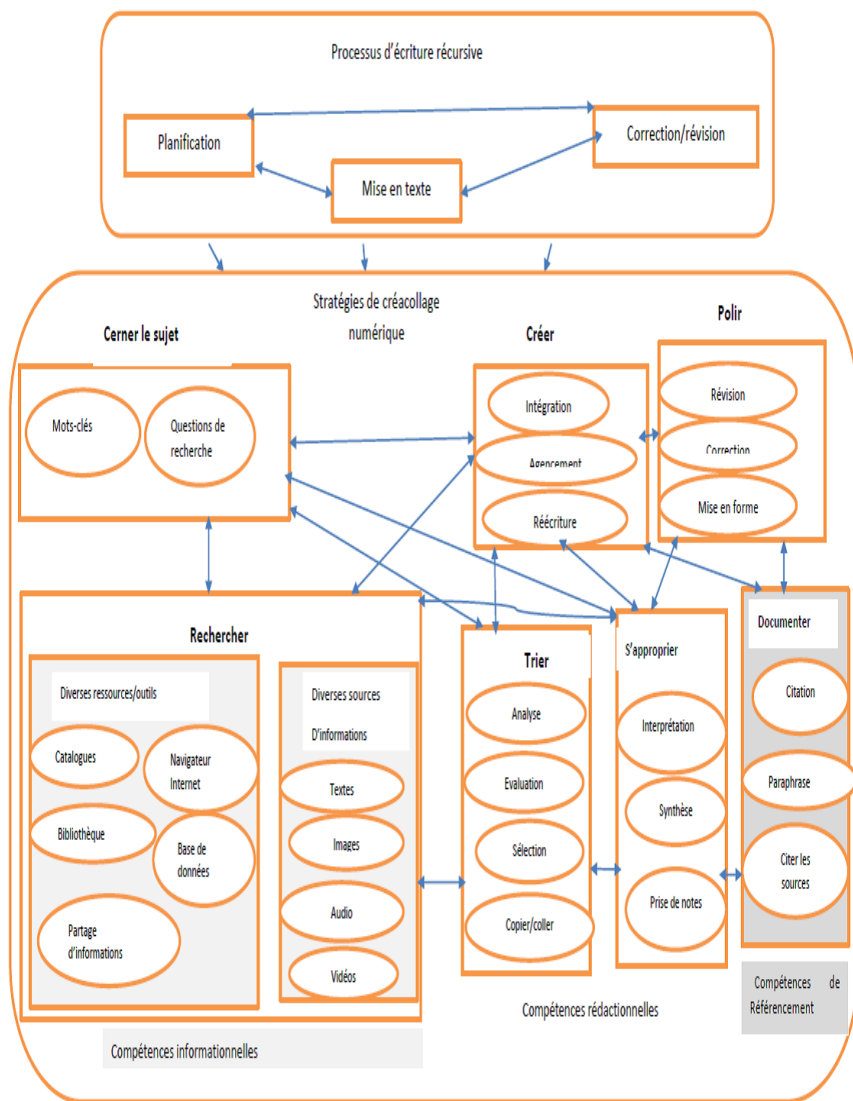 Processus d'écriture récursive
Planification
Correction/révision
Mise en texte
Stratégies de créacollage
numérique
Cerner le sujet
Créer
Polir
Mots-clés
Questions de
recherche
Intégration
Agencement
Réécriture
Révision
Correction
Mise en forme
Rechercher
Diverses ressources/outils
Catalogues
Navigateur
Internet
Bibliothèque
Base de
données
Partage
d'informations
Diverses sources
D'informations
Textes
Images
Audio
Vidéos
Trier
Analyse
Evaluation
Sélection
Copier/coller
S'approprier
Interprétation
Synthèse
Prise de notes
Documenter
Citation
Paraphrase
Citer les
sources
Compétences informationnelles
Compétences rédactionnelles
Compétences de
Référencement